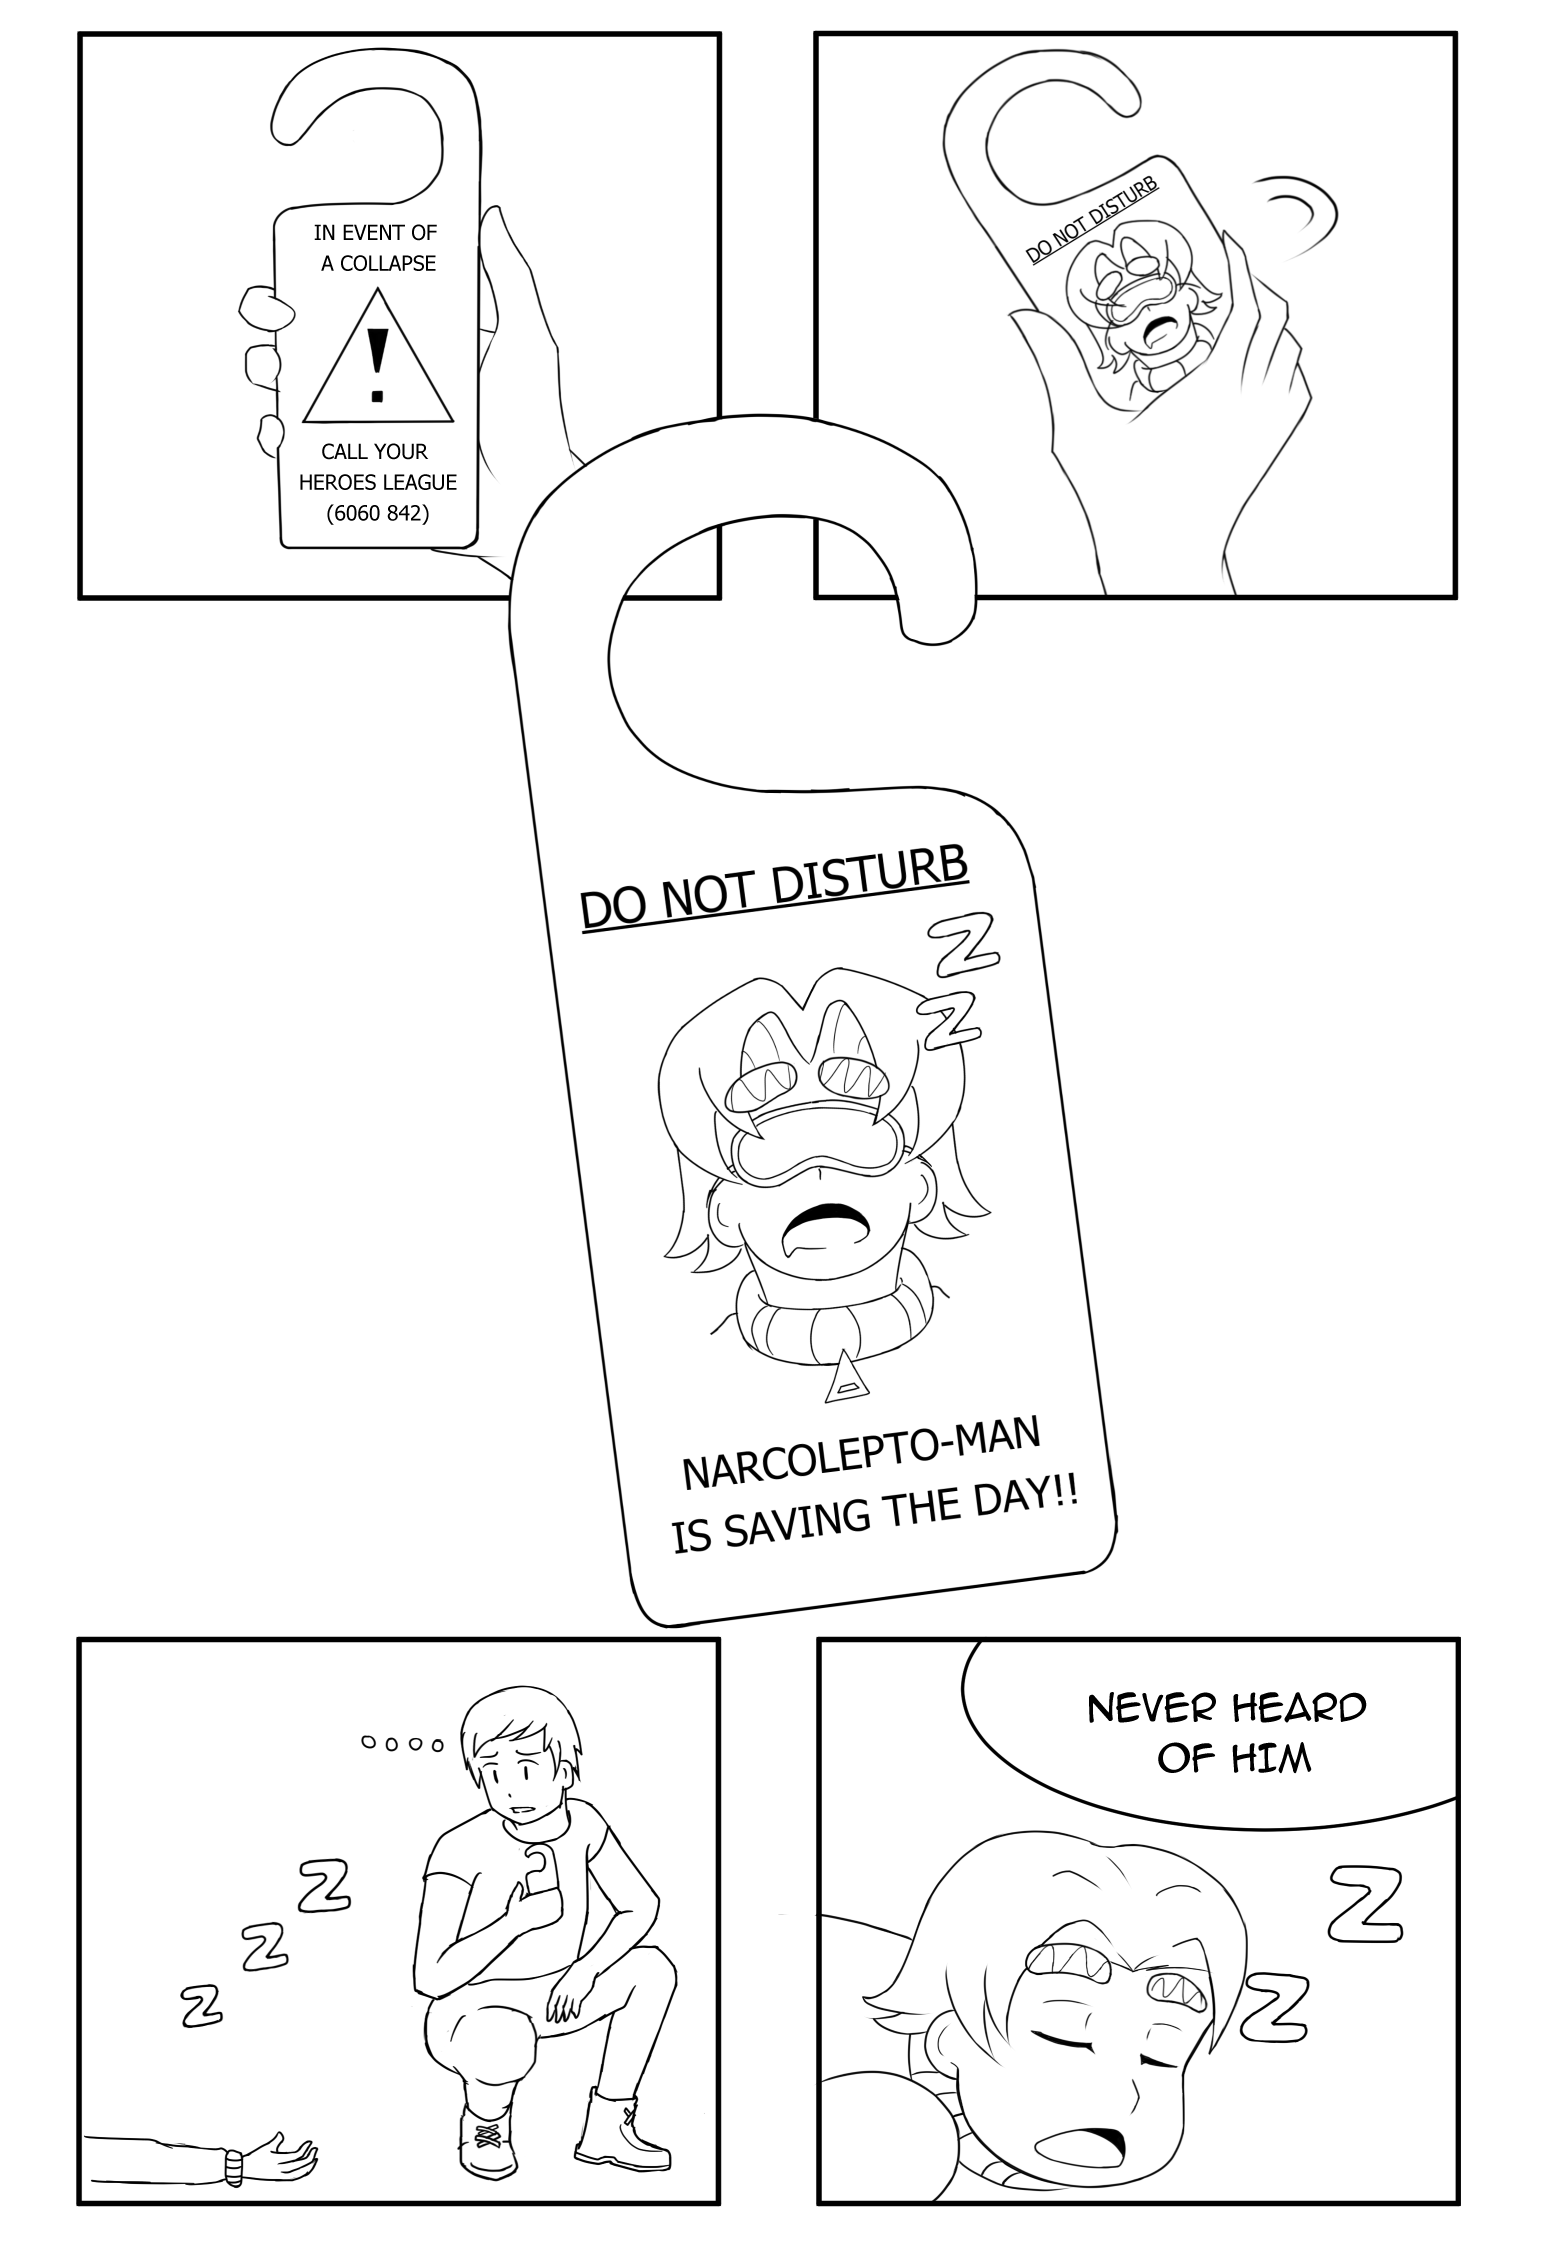 IN EVENT OF
A COLLAPSE
!
CALL YOUR
HEROES LEAGUE
(6060 842)
DO NOT DISTURB
DO NOT DISTURB
Z
Z
NARCOLEPTO-MAN
IS SAVING THE DAY!!
Z
Z
Z
NEVER HEARD
OF HIM
Z
Z